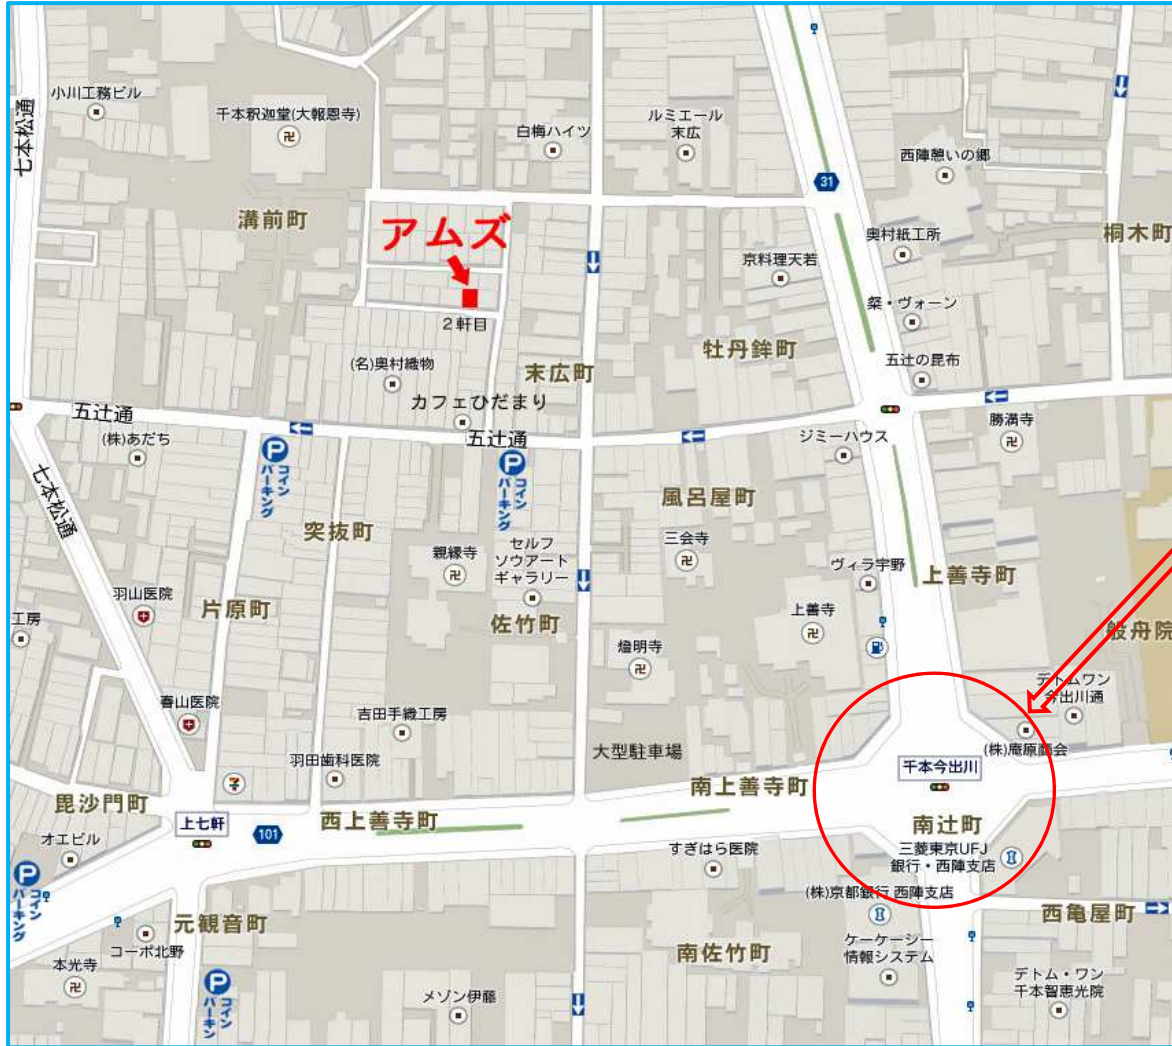 小川工務ビル
千本釈迦堂(大報恩寺)
白梅ハイツ
ルミエール
末広
七本松通
西陣憩いの郷
31
溝前町
アムズ
奥村紙工所
桐木町
京料理天若
粲・ヴォーン
2軒目
牡丹鉾町
五辻の昆布
(名)奥村織物
末広町
カフェひだまり
五辻通
五辻通
(株)あだち
P
コイン
パーキング
P
コイン
パーキング
ジミーハウス
勝満寺
七本松通
風呂屋町
突抜町
三会寺
親縁寺
セルフ
ソウアート
ギャラリー
ヴィラ宇野
上善寺町
羽山医院
片原町
佐竹町
上善寺
工房
般舟院
燈明寺
デトムワン
今出川通
春山医院
吉田手織工房
大型駐車場
(株)庵原商会
羽田歯科医院
千本今出川
南上善寺町
毘沙門町
上七軒
101
西上善寺町
南辻町
オエビル
すぎはら医院
三菱東京UFJ
銀行・西陣支店
P
コイン
パーキング
(株)京都銀行 西陣支店
元観音町
西亀屋町
コーポ北野
南佐竹町
ケーケーシー
情報システム
本光寺
P
コイン
パーキング
メゾン伊藤
デトム・ワン
千本智恵光院